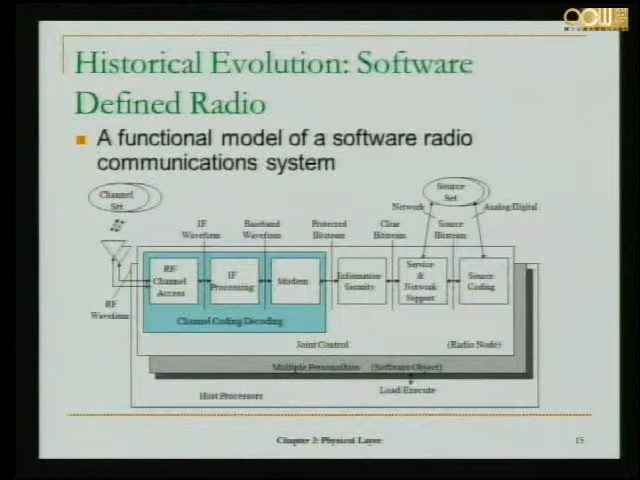 Historical Evolution: Software
Defined Radio
A functional model of a software radio
communications system
Channel
Set
Source
Set
Network
Analog/Digital
IF
Waveform
Baseband
Waveform
Protected
Bitstream
Clear
Bitstream
Source
Bitstream
RF/
Channel
Access
IF
Processing
Modem
Information
Security
Service
&
Network
Support
Source
Coding
RF
Waveform
Channel Coding/Decoding
Joint Control
(Radio Node)
Multiple Personalities
(Software Object)
Load/Execute
Host Processors
Chapter 2: Physical Layer
15